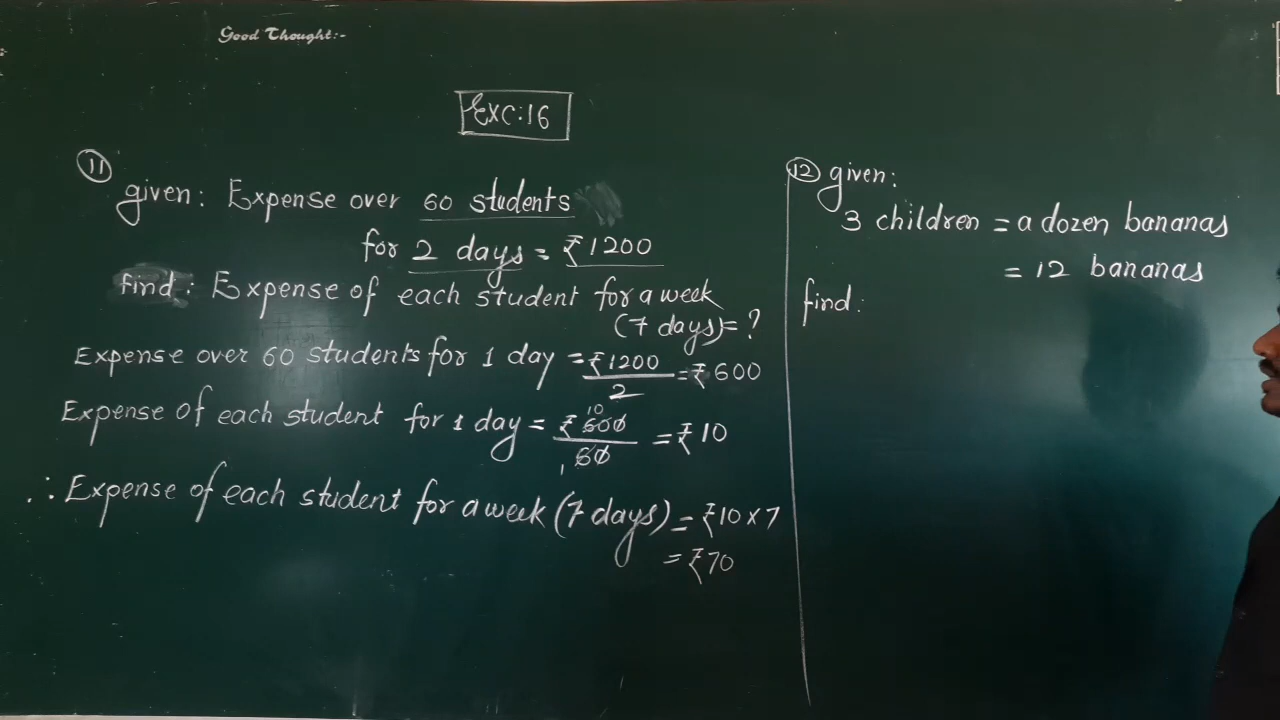 Good Thought:-
Exc:16
11
given: Expense over 60 students
for 2 days = ₹1200
find: Expense of each student for a week
(7 days) = ?
Expense over 60 students for 1 day = ₹1200/2 = ₹600
10
Expense of each student for 1 day = ₹600/60 = ₹10
1
∴ Expense of each student for a week (7 days) = ₹10 x 7
= ₹70
12 given:
3 children = a dozen bananas
= 12 bananas
find: